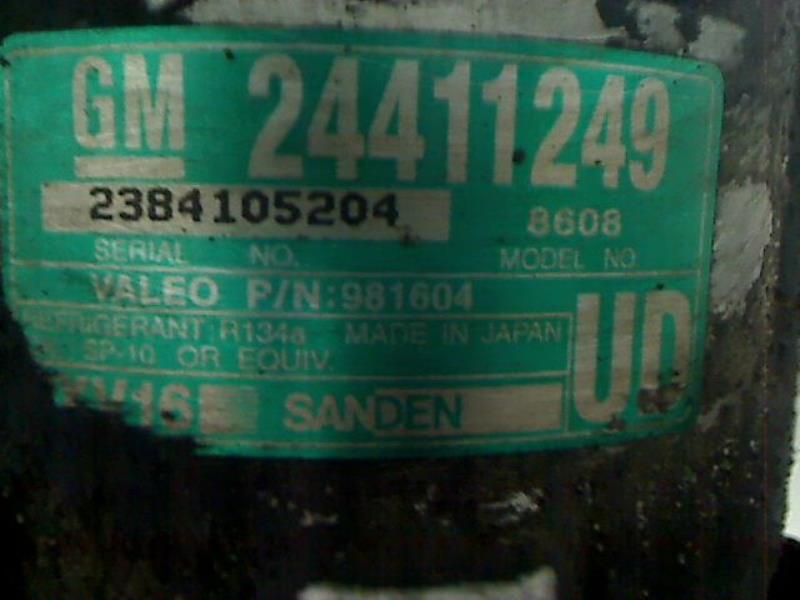 GM 24411249
2384105204 8608
SERIAL NO. MODEL NO
VALEO P/N:981604
REFRIGERANT R134a MADE IN JAPAN
SP-10 OR EQUIV.
SANDEN
UD